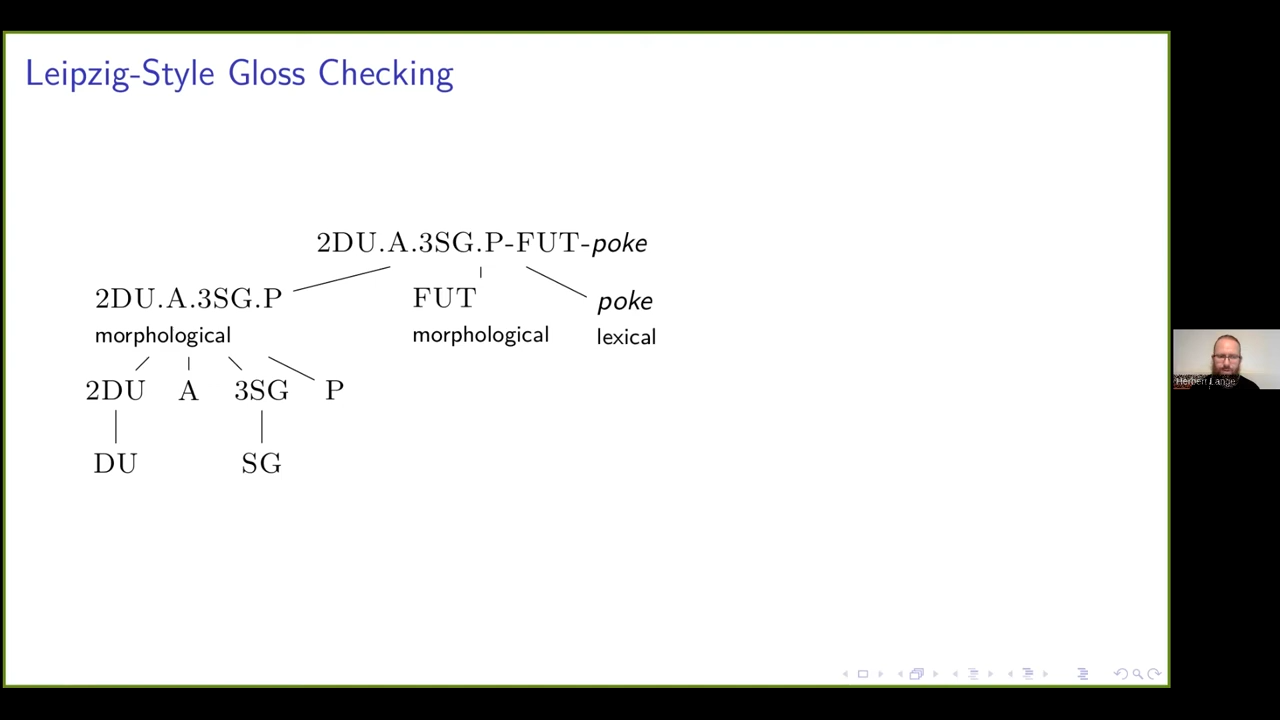 Leipzig-Style Gloss Checking
2DU.A.3SG.P-FUT-poke
2DU.A.3SG.P FUT poke
morphological morphological lexical
2DU A 3SG P
DU SG
Herbert Lange